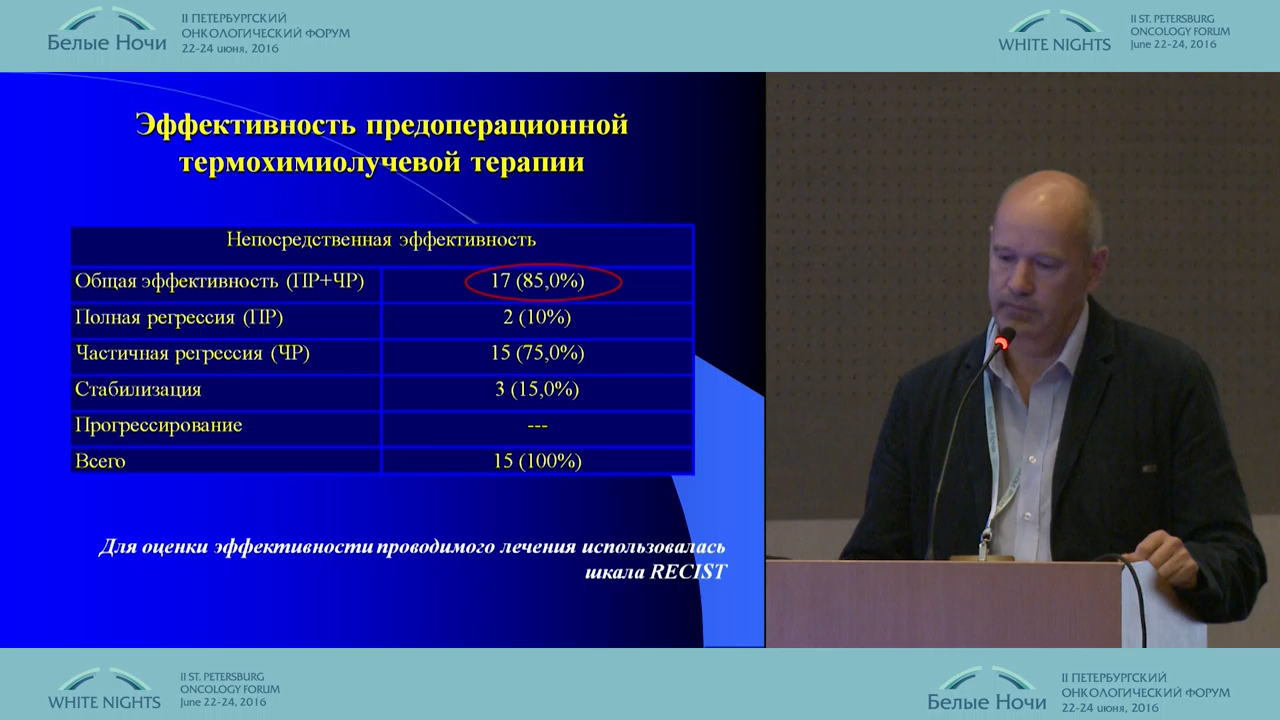 Белые Ночи
II ПЕТЕРБУРГСКИЙ
ОНКОЛОГИЧЕСКИЙ ФОРУМ
22-24 июня, 2016
WHITE NIGHTS
II ST. PETERSBURG
ONCOLOGY FORUM
June 22-24, 2016
Эффективность предоперационной
термохимиолучевой терапии
Непосредственная эффективность
Общая эффективность (ПР+ЧР) 17 (85,0%)
Полная регрессия (ПР) 2 (10%)
Частичная регрессия (ЧР) 15 (75,0%)
Стабилизация 3 (15,0%)
Прогрессирование ---
Всего 15 (100%)
Для оценки эффективности проводимого лечения использовалась
шкала RECIST
WHITE NIGHTS
II ST. PETERSBURG
ONCOLOGY FORUM
June 22-24, 2016
Белые Ночи
II ПЕТЕРБУРГСКИЙ
ОНКОЛОГИЧЕСКИЙ ФОРУМ
22-24 июня, 2016